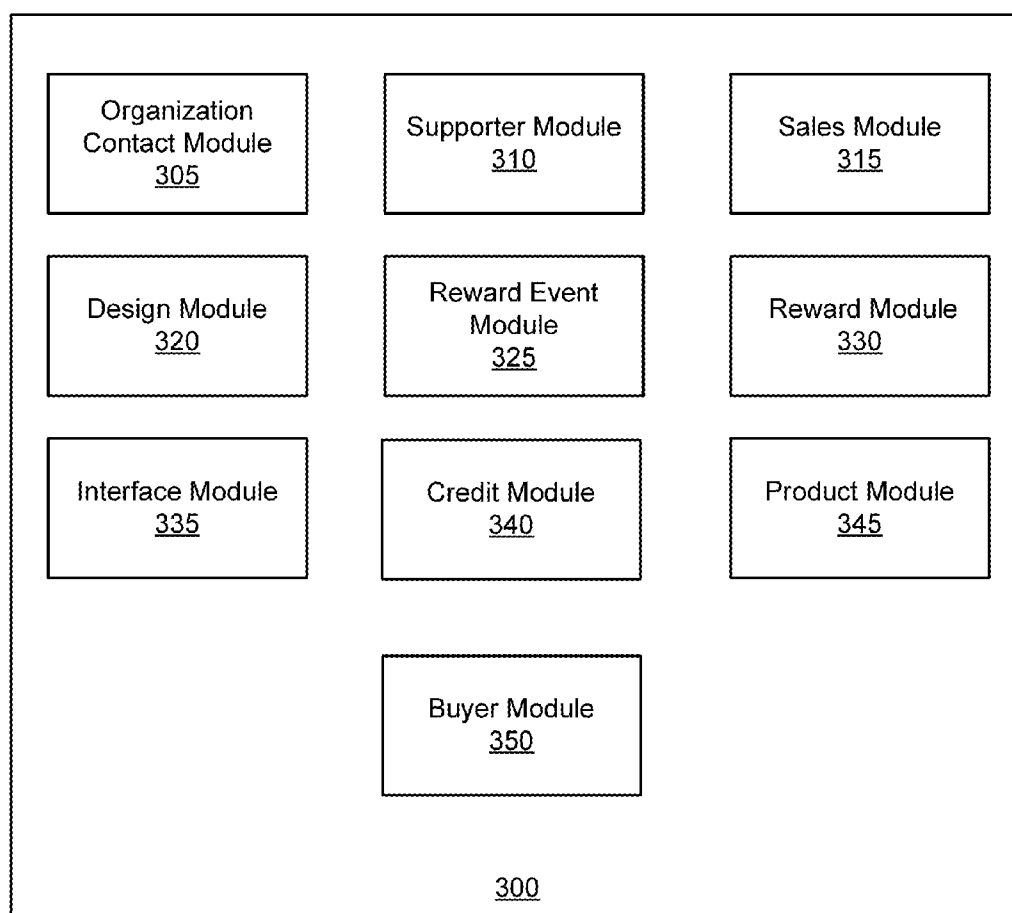 Organization
Contact Module
305
Supporter Module
310
Sales Module
315
Design Module
320
Reward Event
Module
325
Reward Module
330
Interface Module
335
Credit Module
340
Product Module
345
Buyer Module
350
300